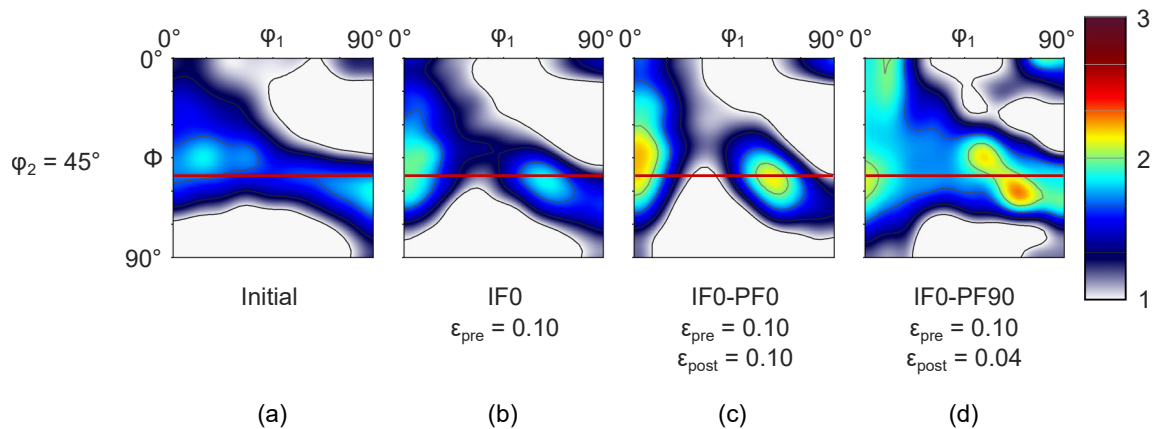 0° φ1 90° 0° φ1 90° 0° φ1 90° 0° φ1 90° 3
0°
φ2 = 45° Φ 2
90° 1
Initial IF0 IF0-PF0 IF0-PF90
εpre = 0.10 εpre = 0.10 εpre = 0.10
εpost = 0.10 εpost = 0.04
(a) (b) (c) (d)